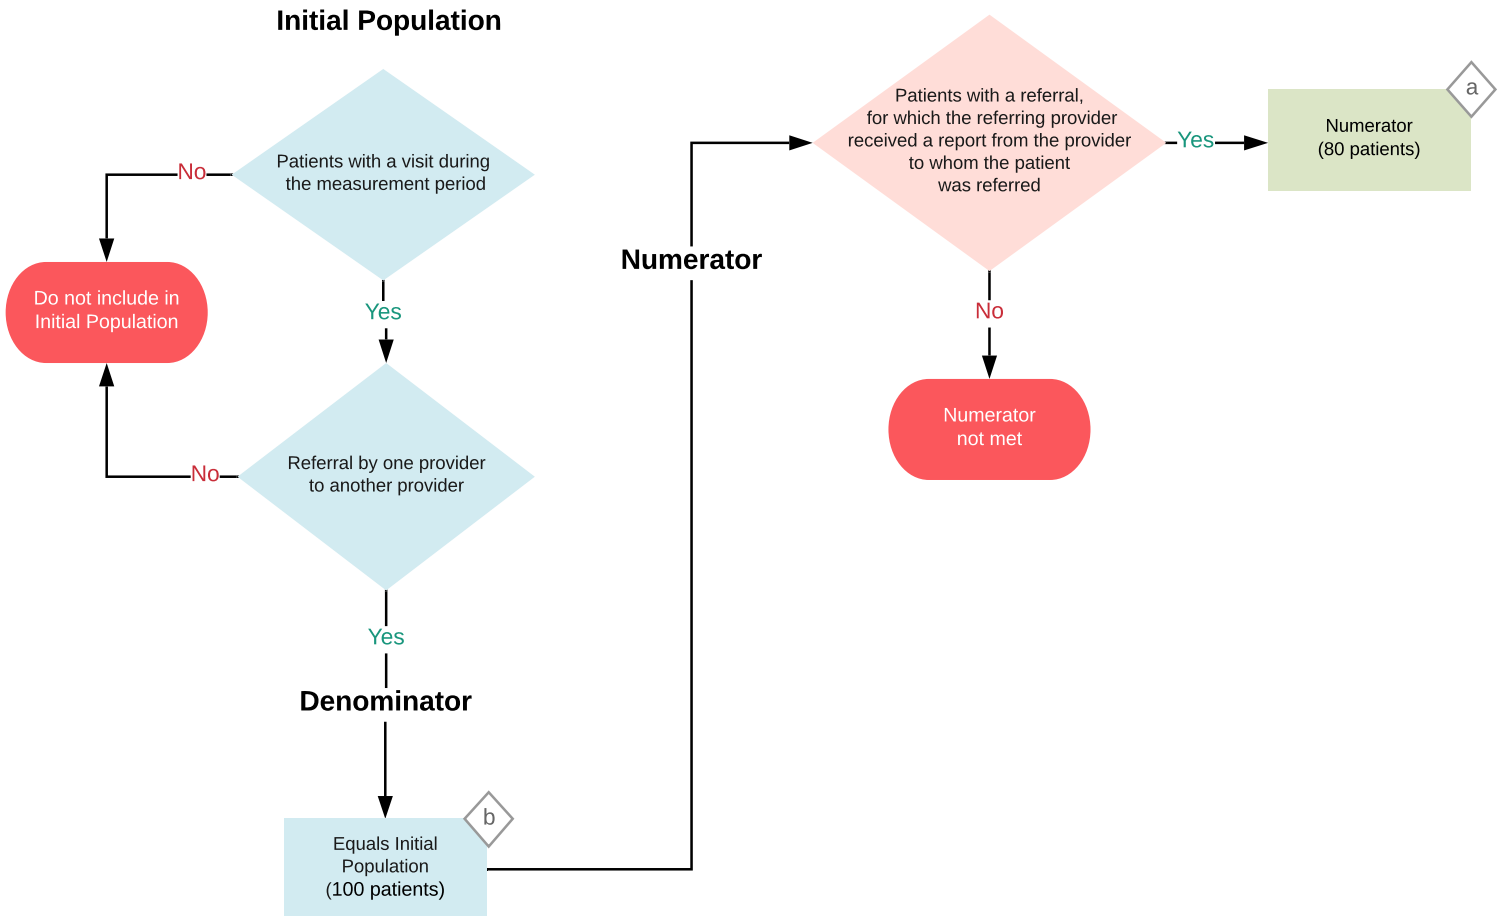 Initial Population
Patients with a visit during
the measurement period
No
Do not include in
Initial Population
Yes
Referral by one provider
to another provider
No
Yes
Denominator
b
Equals Initial
Population
(100 patients)
Numerator
Patients with a referral,
for which the referring provider
received a report from the provider
to whom the patient
was referred
Yes
a
Numerator
(80 patients)
No
Numerator
not met